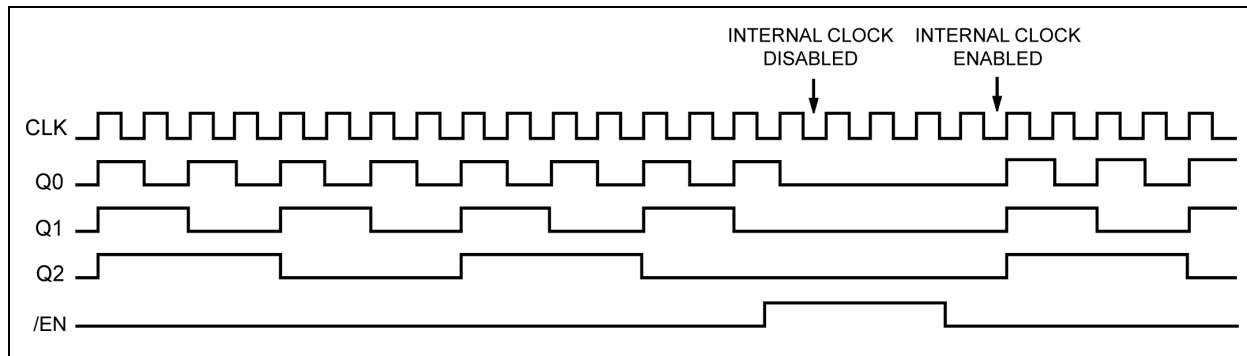 INTERNAL CLOCK
DISABLED
INTERNAL CLOCK
ENABLED
CLK
Q0
Q1
Q2
/EN